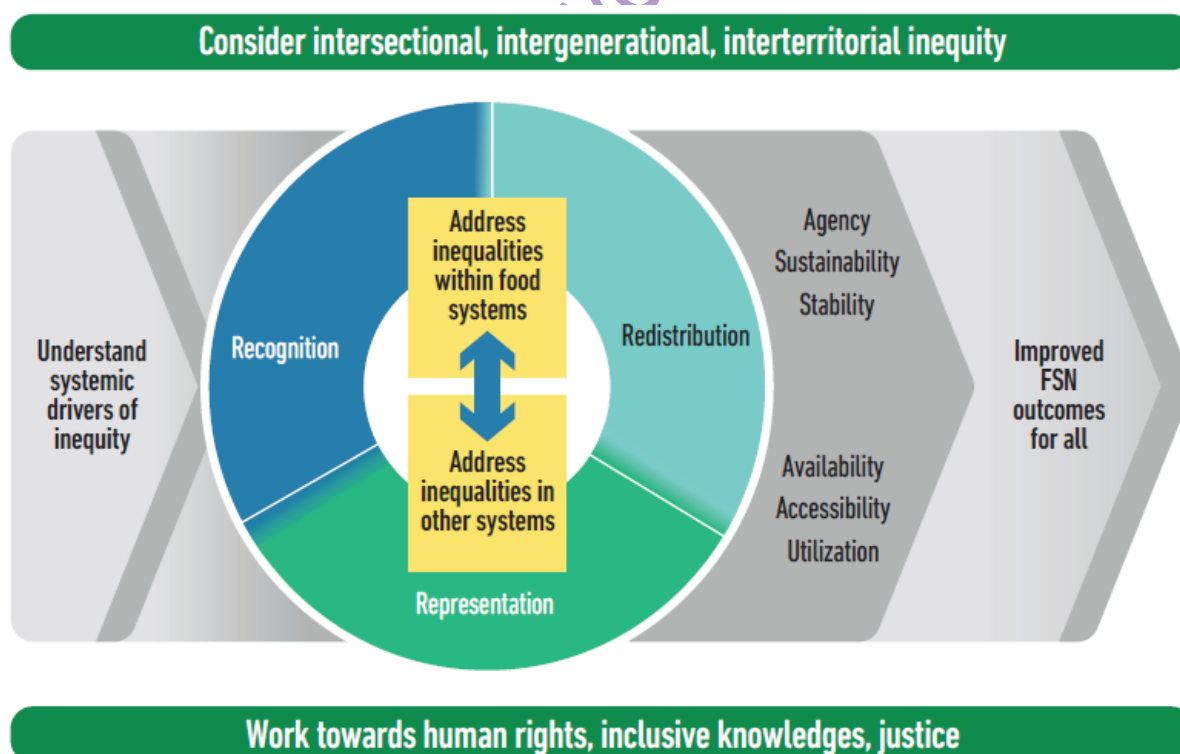 Consider intersectional, intergenerational, interterritorial inequity
Understand
systemic
drivers of
inequity
Recognition
Address
inequalities
within food
systems
Address
inequalities in
other systems
Redistribution
Representation
Agency
Sustainability
Stability
Availability
Accessibility
Utilization
Improved
FSN
outcomes
for all
Work towards human rights, inclusive knowledges, justice